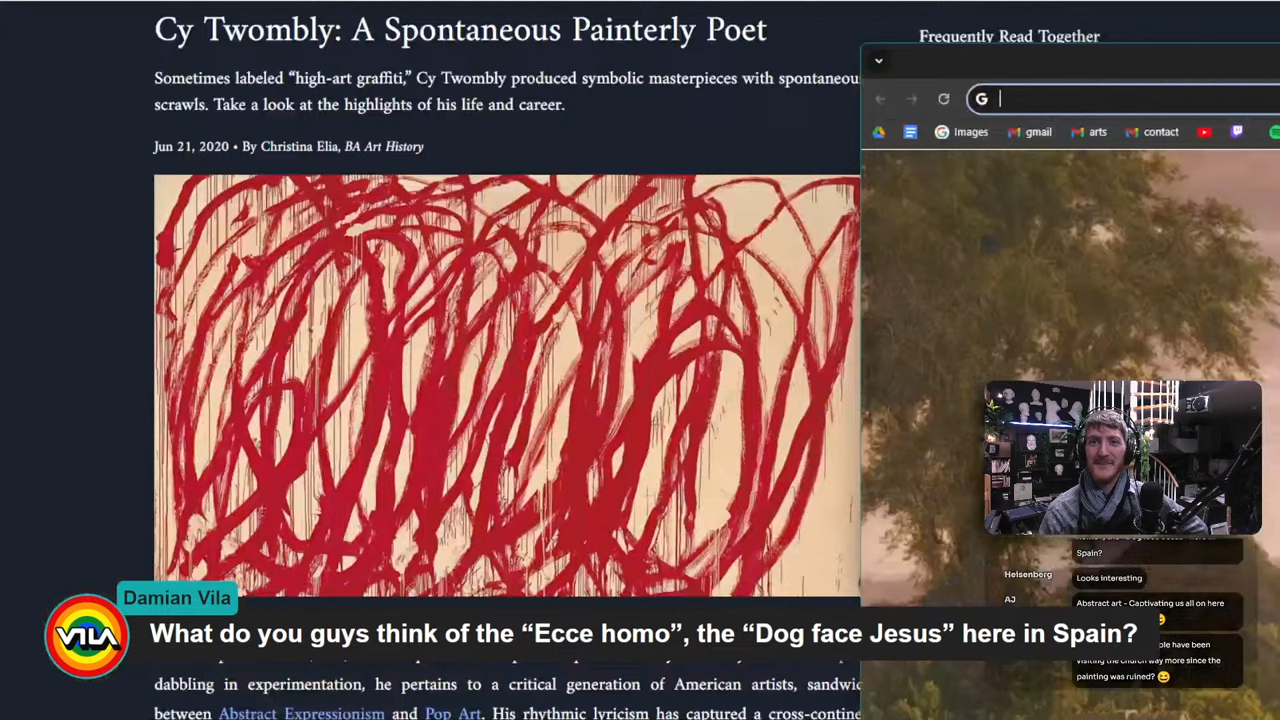 Cy Twombly: A Spontaneous Painterly Poet
Sometimes labeled “high-art graffiti,” Cy Twombly produced symbolic masterpieces with spontaneou
scrawls. Take a look at the highlights of his life and career.
Jun 21, 2020 • By Christina Elia, BA Art History
Frequently Read Together
G
Images
gmail
arts
contact
Spain?
Heisenberg
Looks interesting
AJ
Abstract art - Captivating us all on here
ple have been
visiting the church way more since the
painting was ruined? 😆
Damian Vila
VILA
What do you guys think of the “Ecce homo”, the “Dog face Jesus” here in Spain?
dabbling in experimentation, he pertains to a critical generation of American artists, sandwic
between Abstract Expressionism and Pop Art. His rhythmic lyricism has captured a cross-contine